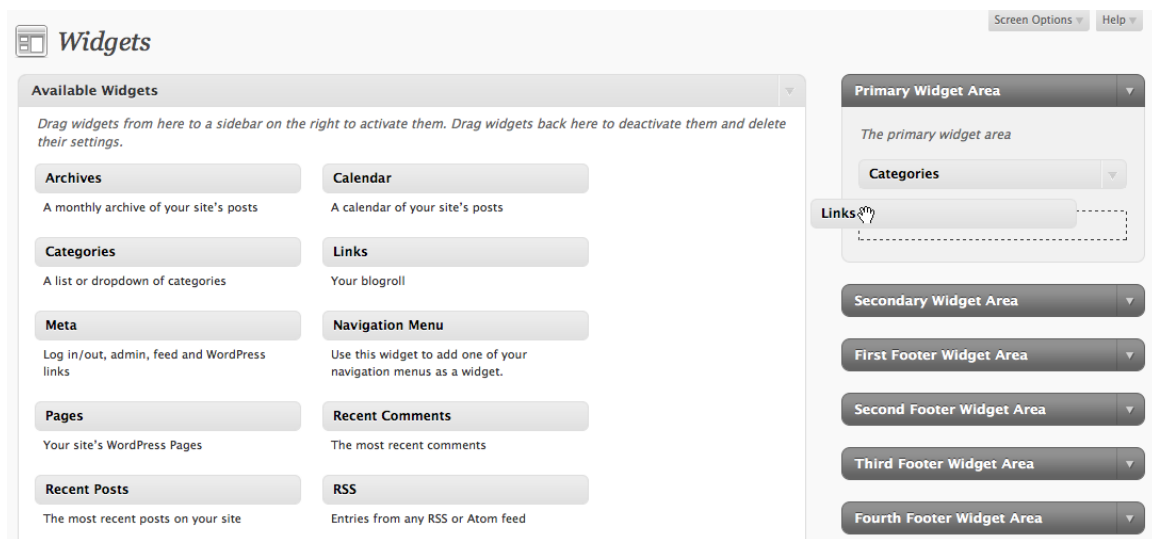 Screen Options
Help
Widgets
Available Widgets
Drag widgets from here to a sidebar on the right to activate them. Drag widgets back here to deactivate them and delete
their settings.
Archives
A monthly archive of your site's posts
Calendar
A calendar of your site's posts
Categories
A list or dropdown of categories
Links
Your blogroll
Meta
Log in/out, admin, feed and WordPress
links
Navigation Menu
Use this widget to add one of your
navigation menus as a widget.
Pages
Your site's WordPress Pages
Recent Comments
The most recent comments
Recent Posts
The most recent posts on your site
RSS
Entries from any RSS or Atom feed
Primary Widget Area
The primary widget area
Categories
Links
Secondary Widget Area
First Footer Widget Area
Second Footer Widget Area
Third Footer Widget Area
Fourth Footer Widget Area